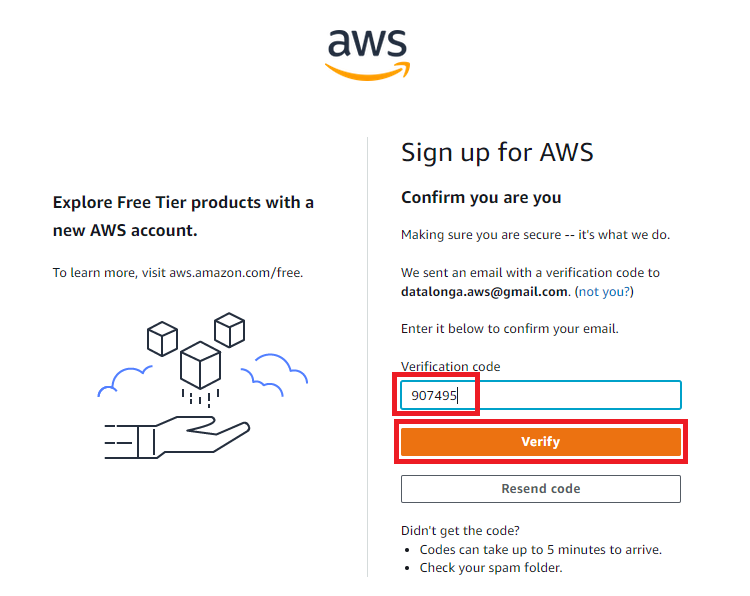 aws
Explore Free Tier products with a
new AWS account.
To learn more, visit aws.amazon.com/free.
Sign up for AWS
Confirm you are you
Making sure you are secure -- it's what we do.
We sent an email with a verification code to
datalonga.aws@gmail.com. (not you?)
Enter it below to confirm your email.
Verification code
907495
Verify
Resend code
Didn't get the code?
• Codes can take up to 5 minutes to arrive.
• Check your spam folder.